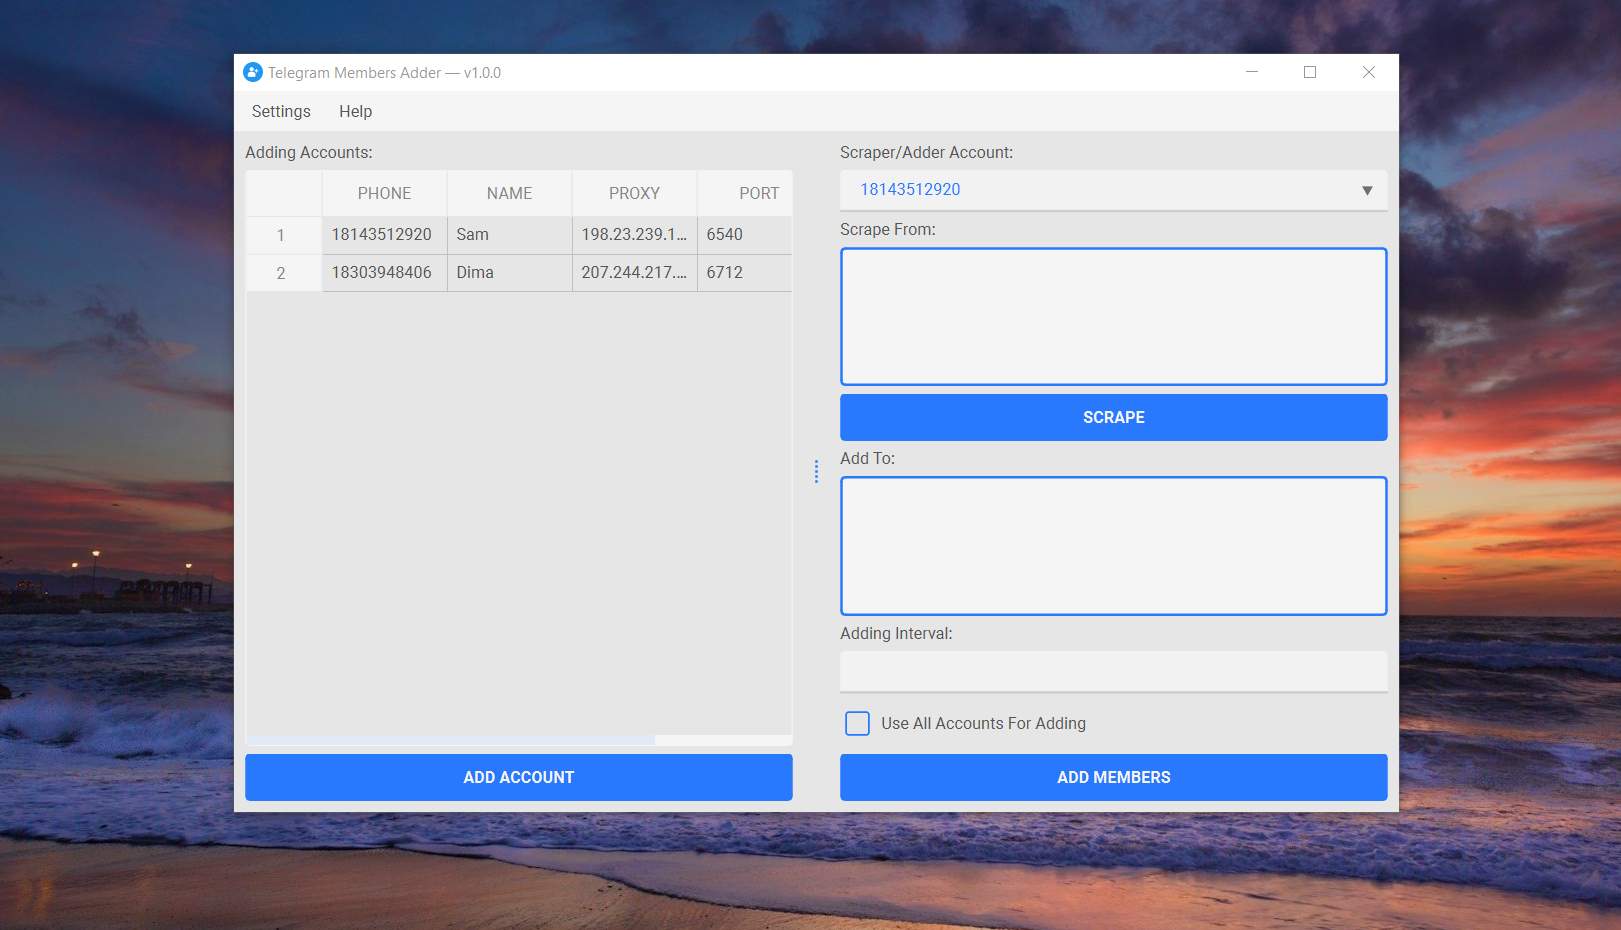 Telegram Members Adder — v1.0.0
Settings Help
Adding Accounts:
PHONE NAME PROXY PORT
1 18143512920 Sam 198.23.239.1... 6540
2 18303948406 Dima 207.244.217.... 6712
ADD ACCOUNT
Scraper/Adder Account:
18143512920
Scrape From:
SCRAPE
Add To:
Adding Interval:
Use All Accounts For Adding
ADD MEMBERS